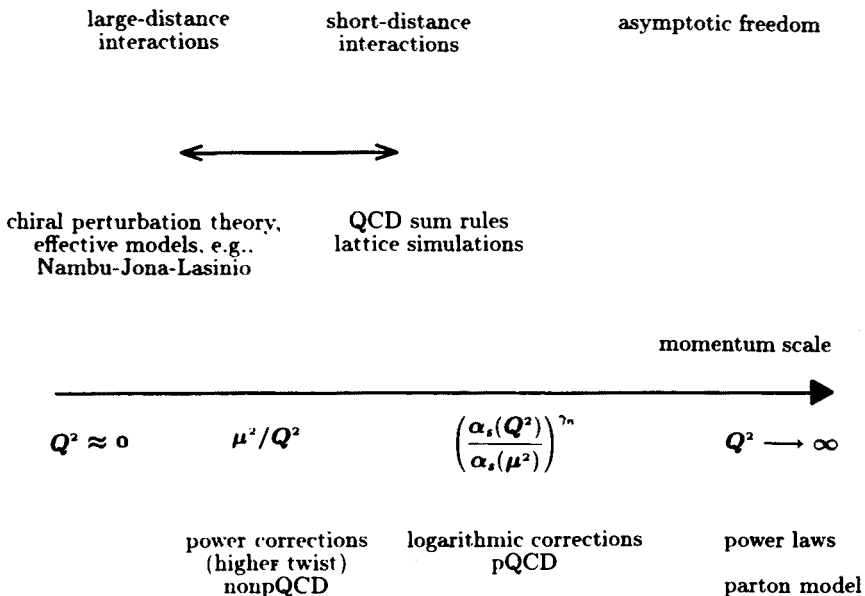 large-distance
interactions
short-distance
interactions
asymptotic freedom
chiral perturbation theory,
effective models, e.g..
Nambu-Jona-Lasinio
QCD sum rules
lattice simulations
momentum scale
Q² ≈ 0
μ²/Q²
(αₛ(Q²)/αₛ(μ²))^γₙ
Q² ⟶ ∞
power corrections
(higher twist)
nonpQCD
logarithmic corrections
pQCD
power laws
parton model